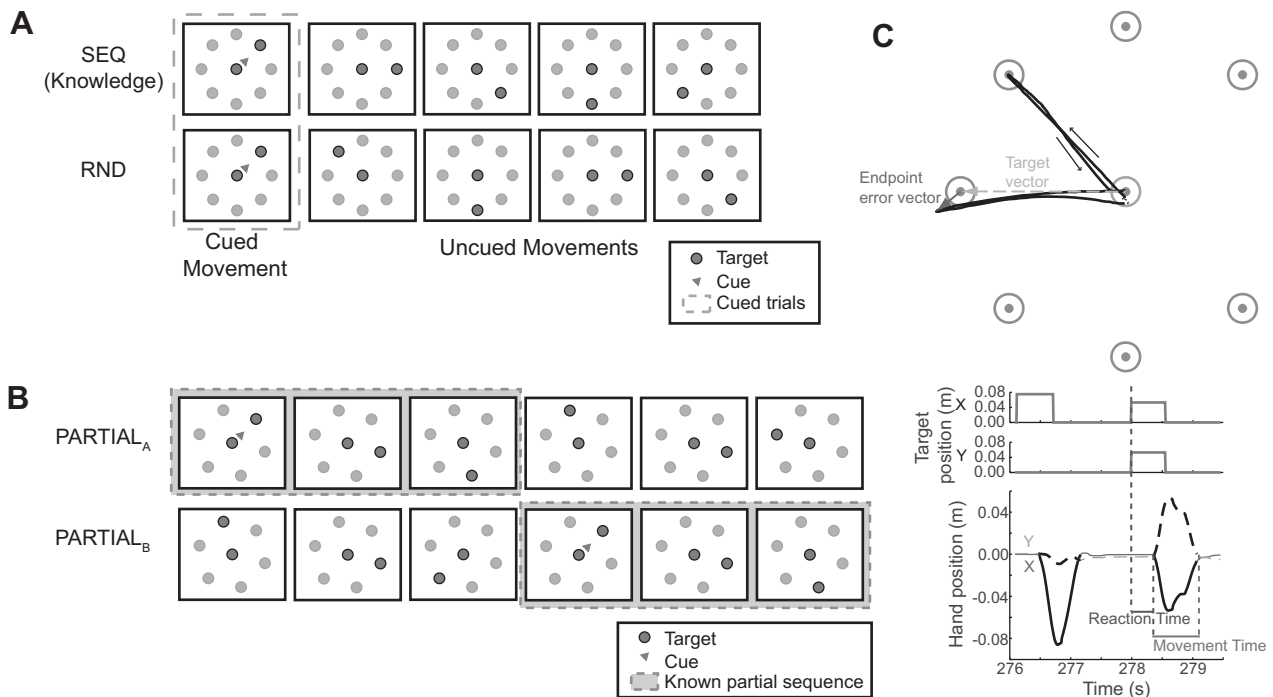 A
SEQ
(Knowledge)
RND
Cued
Movement
Uncued Movements
Target
Cue
Cued trials
B
PARTIAL_A
PARTIAL_B
Target
Cue
Known partial sequence
C
Target
vector
Endpoint
error vector
Target
position (m)
0.08
0.04
0.00
X
0.08
0.04
0.00
Y
Hand position (m)
0.04
0.00
-0.04
-0.08
Y
X
Reaction Time
Movement Time
276 277 278 279
Time (s)